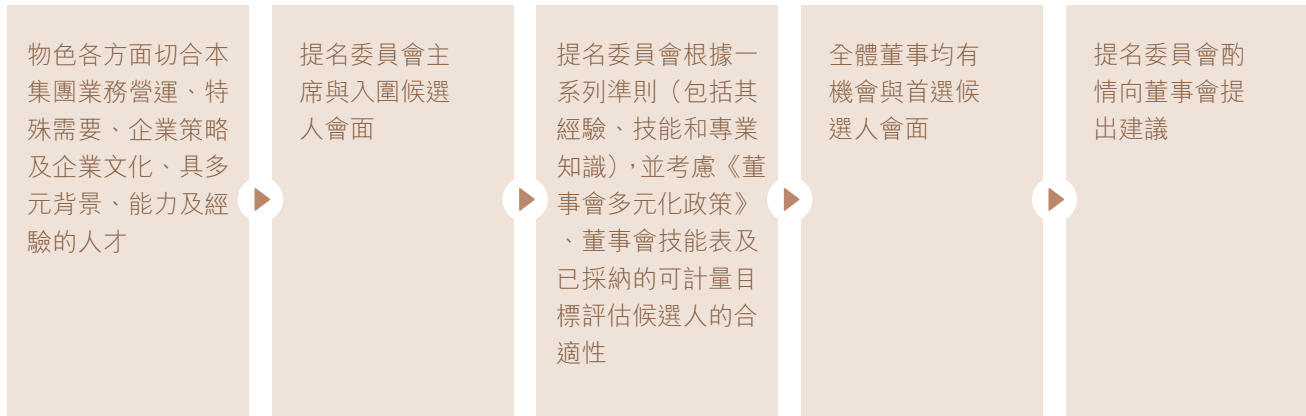 物色各方面切合本
集團業務營運、特
殊需要、企業策略
及企業文化、具多
元背景、能力及經
驗的人才
提名委員會主
席與入圍候選
人會面
提名委員會根據一
系列準則（包括其
經驗、技能和專業
知識），並考慮《董
事會多元化政策》
、董事會技能表及
已採納的可計量目
標評估候選人的合
適性
全體董事均有
機會與首選候
選人會面
提名委員會酌
情向董事會提
出建議